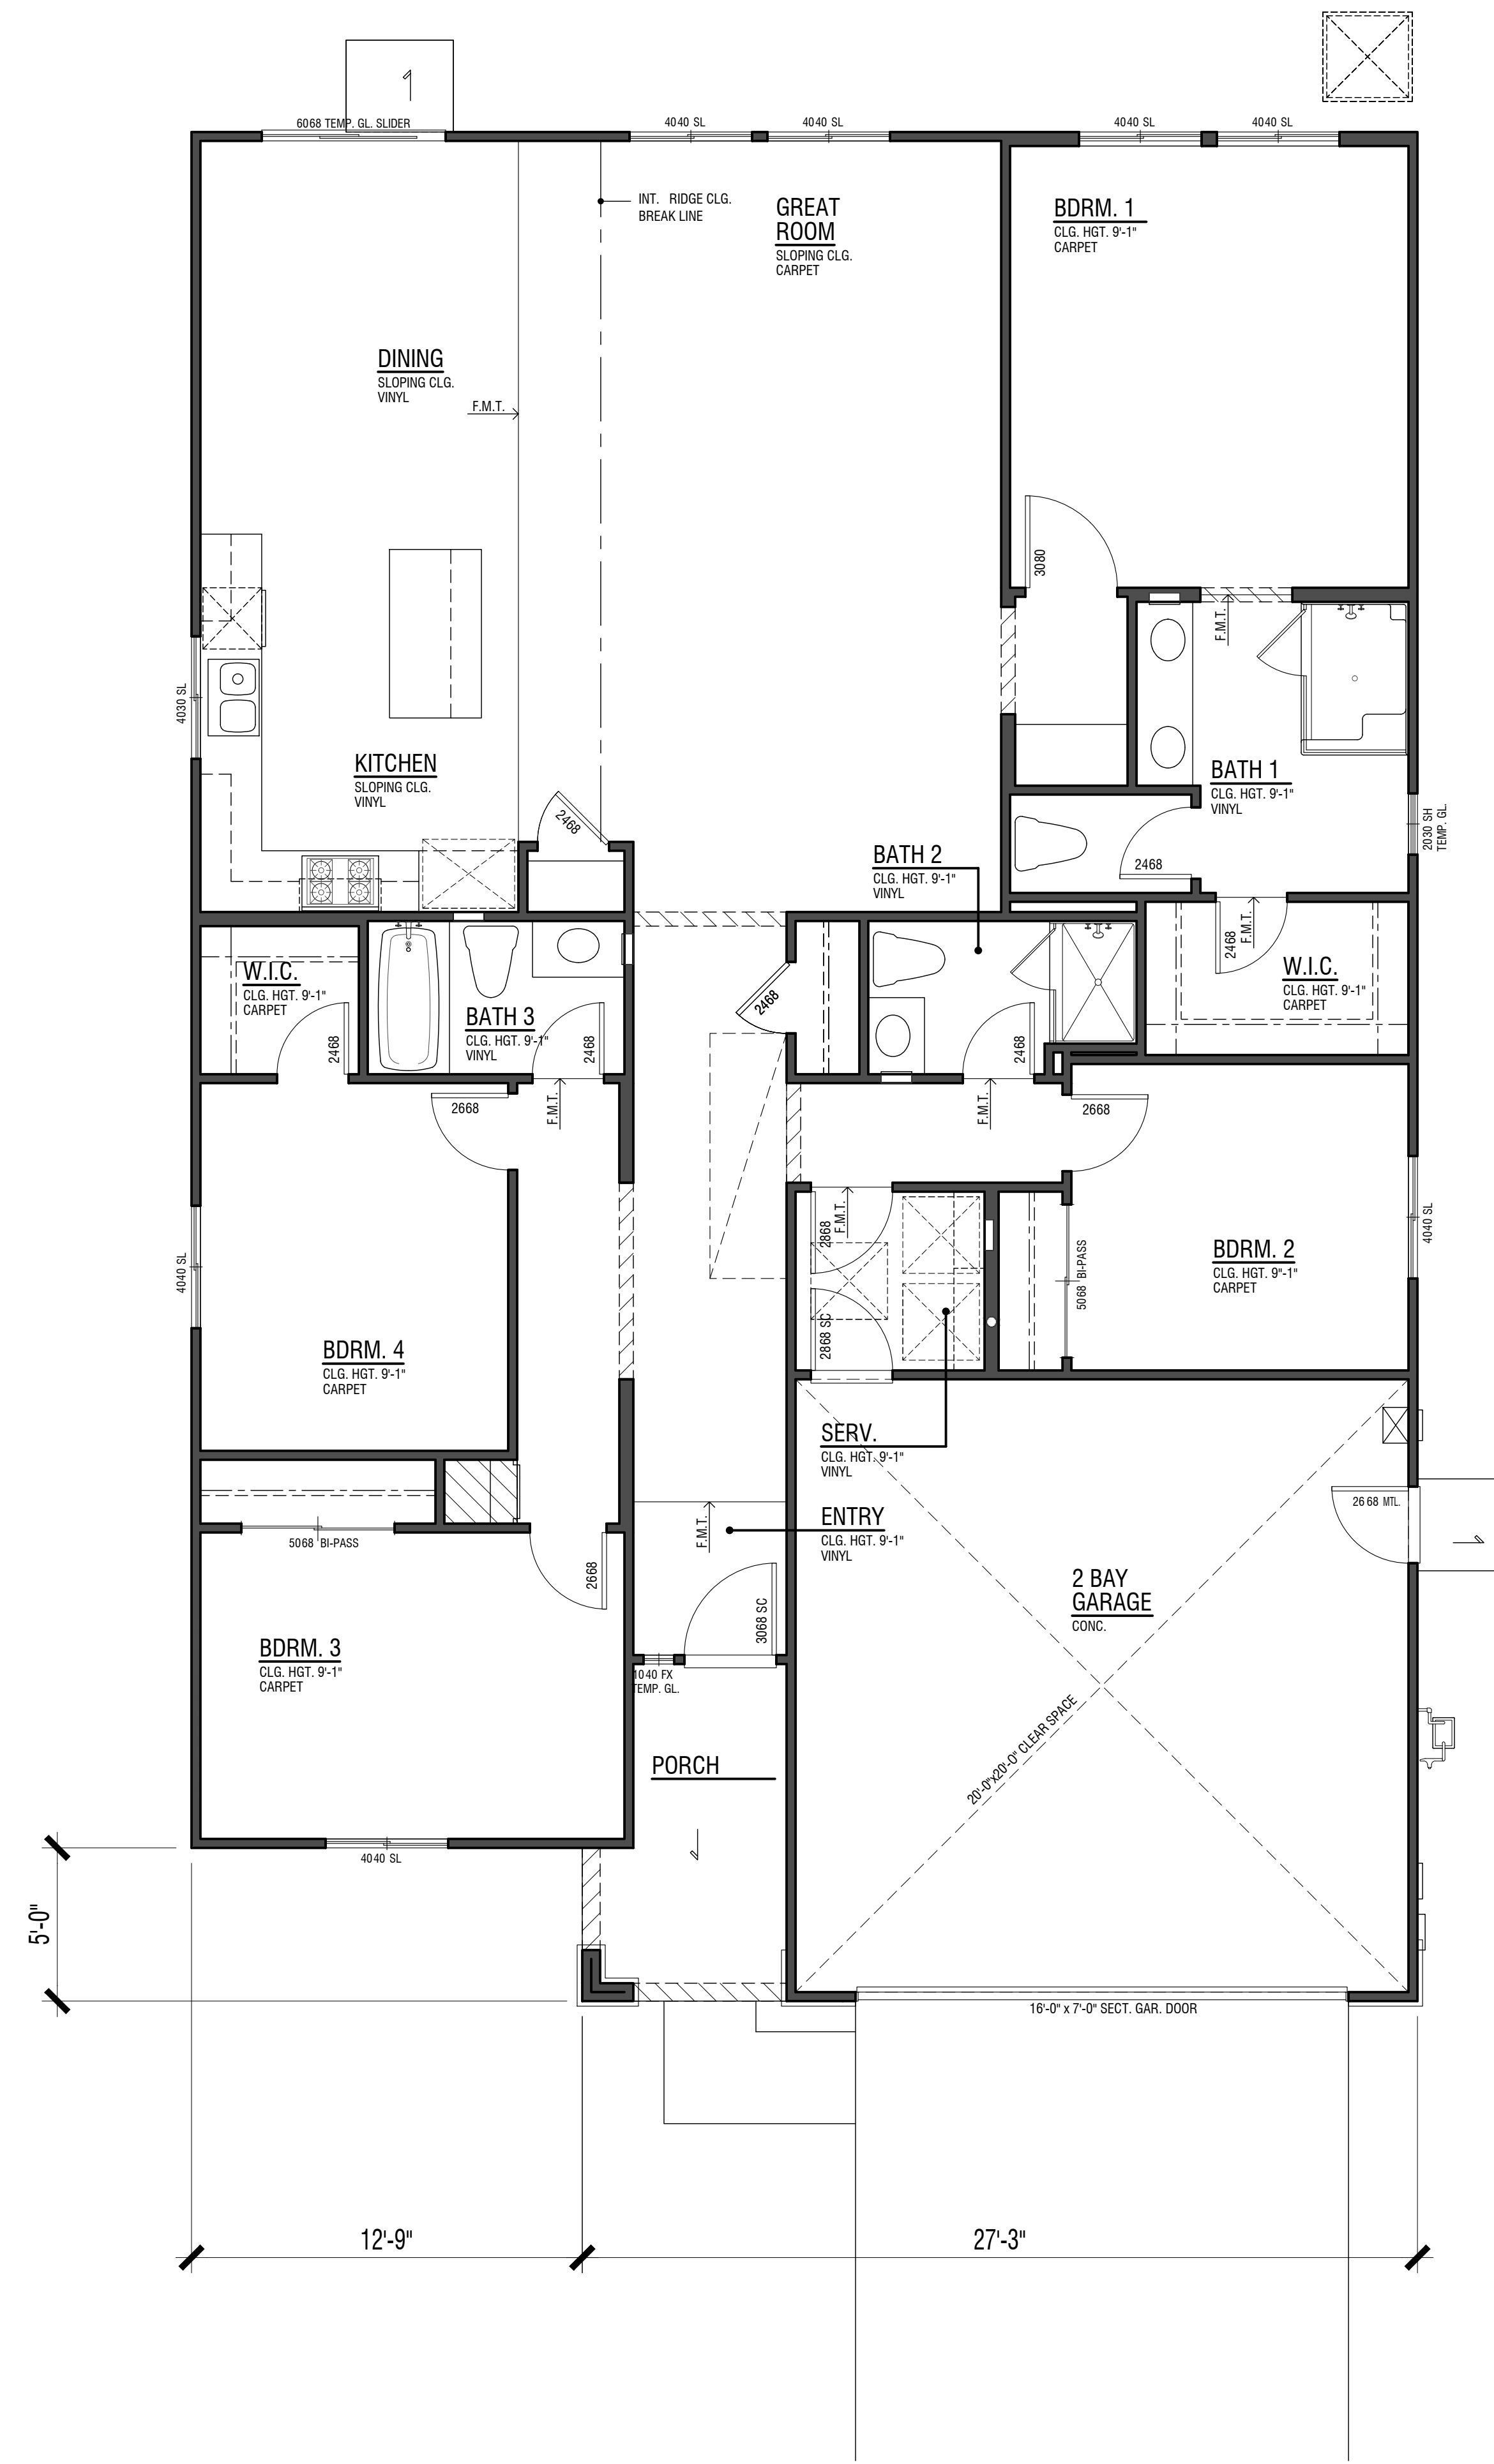 1
6068 TEMP. GL. SLIDER
4040 SL
4040 SL
4040 SL
4040 SL
INT. RIDGE CLG.
BREAK LINE
GREAT
ROOM
SLOPING CLG.
CARPET
BDRM. 1
CLG. HGT. 9'-1"
CARPET
DINING
SLOPING CLG.
VINYL
F.M.T.
3080
F.M.T.
4030 SL
KITCHEN
SLOPING CLG.
VINYL
BATH 1
CLG. HGT. 9'-1"
VINYL
2030 SH
TEMP. GL.
2468
BATH 2
CLG. HGT. 9'-1"
VINYL
2468
2468
F.M.T.
W.I.C.
CLG. HGT. 9'-1"
CARPET
W.I.C.
CLG. HGT. 9'-1"
CARPET
2468
BATH 3
CLG. HGT. 9'-1"
VINYL
2468
2468
2468
2668
F.M.T.
F.M.T.
2668
2868
F.M.T.
4040 SL
4040 SL
5068 BI-PASS
BDRM. 2
CLG. HGT. 9"-1"
CARPET
2868 SC
BDRM. 4
CLG. HGT. 9'-1"
CARPET
SERV.
CLG. HGT. 9'-1"
VINYL
2668 MTL.
ENTRY
CLG. HGT. 9'-1"
VINYL
F.M.T.
5068 BI-PASS
2668
1
2 BAY
GARAGE
CONC.
3068 SC
BDRM. 3
CLG. HGT. 9'-1"
CARPET
1040 FX
TEMP. GL.
20'-0"x20'-0" CLEAR SPACE
PORCH
1
4040 SL
5'-0"
16'-0" x 7'-0" SECT. GAR. DOOR
12'-9"
27'-3"